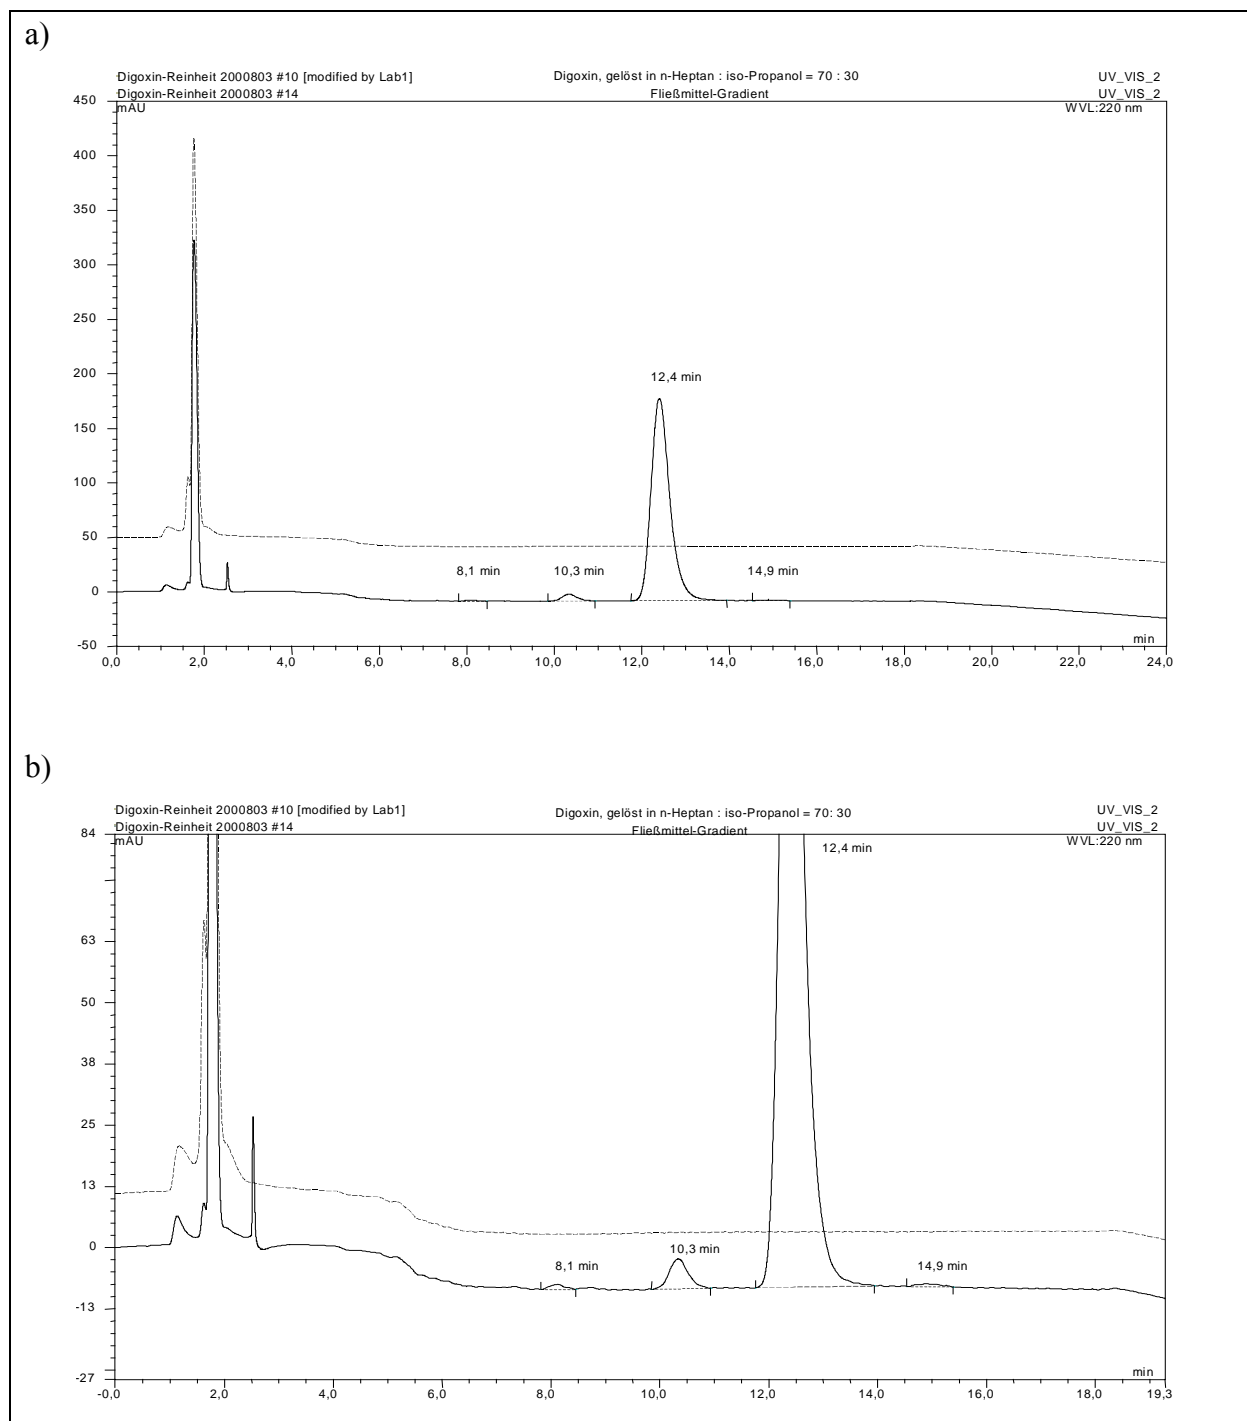 a)
Digoxin-Reinheit 2000803 #10 [modified by Lab1] Digoxin, gelöst in n-Heptan : iso-Propanol = 70 : 30 UV_VIS_2
Digoxin-Reinheit 2000803 #14 Fließmittel-Gradient UV_VIS_2
450 mAU WVL:220 nm
400
350
300
250
200
12,4 min
150
100
50
8,1 min 10,3 min 14,9 min
0
min
-50
0,0 2,0 4,0 6,0 8,0 10,0 12,0 14,0 16,0 18,0 20,0 22,0 24,0
b)
Digoxin-Reinheit 2000803 #10 [modified by Lab1] Digoxin, gelöst in n-Heptan : iso-Propanol = 70: 30 UV_VIS_2
Digoxin-Reinheit 2000803 #14 Fließmittel-Gradient UV_VIS_2
84 mAU WVL:220 nm
12,4 min
63
50
38
25
13
0 10,3 min
8,1 min 14,9 min
-13
min
-27
-0,0 2,0 4,0 6,0 8,0 10,0 12,0 14,0 16,0 18,0 19,3